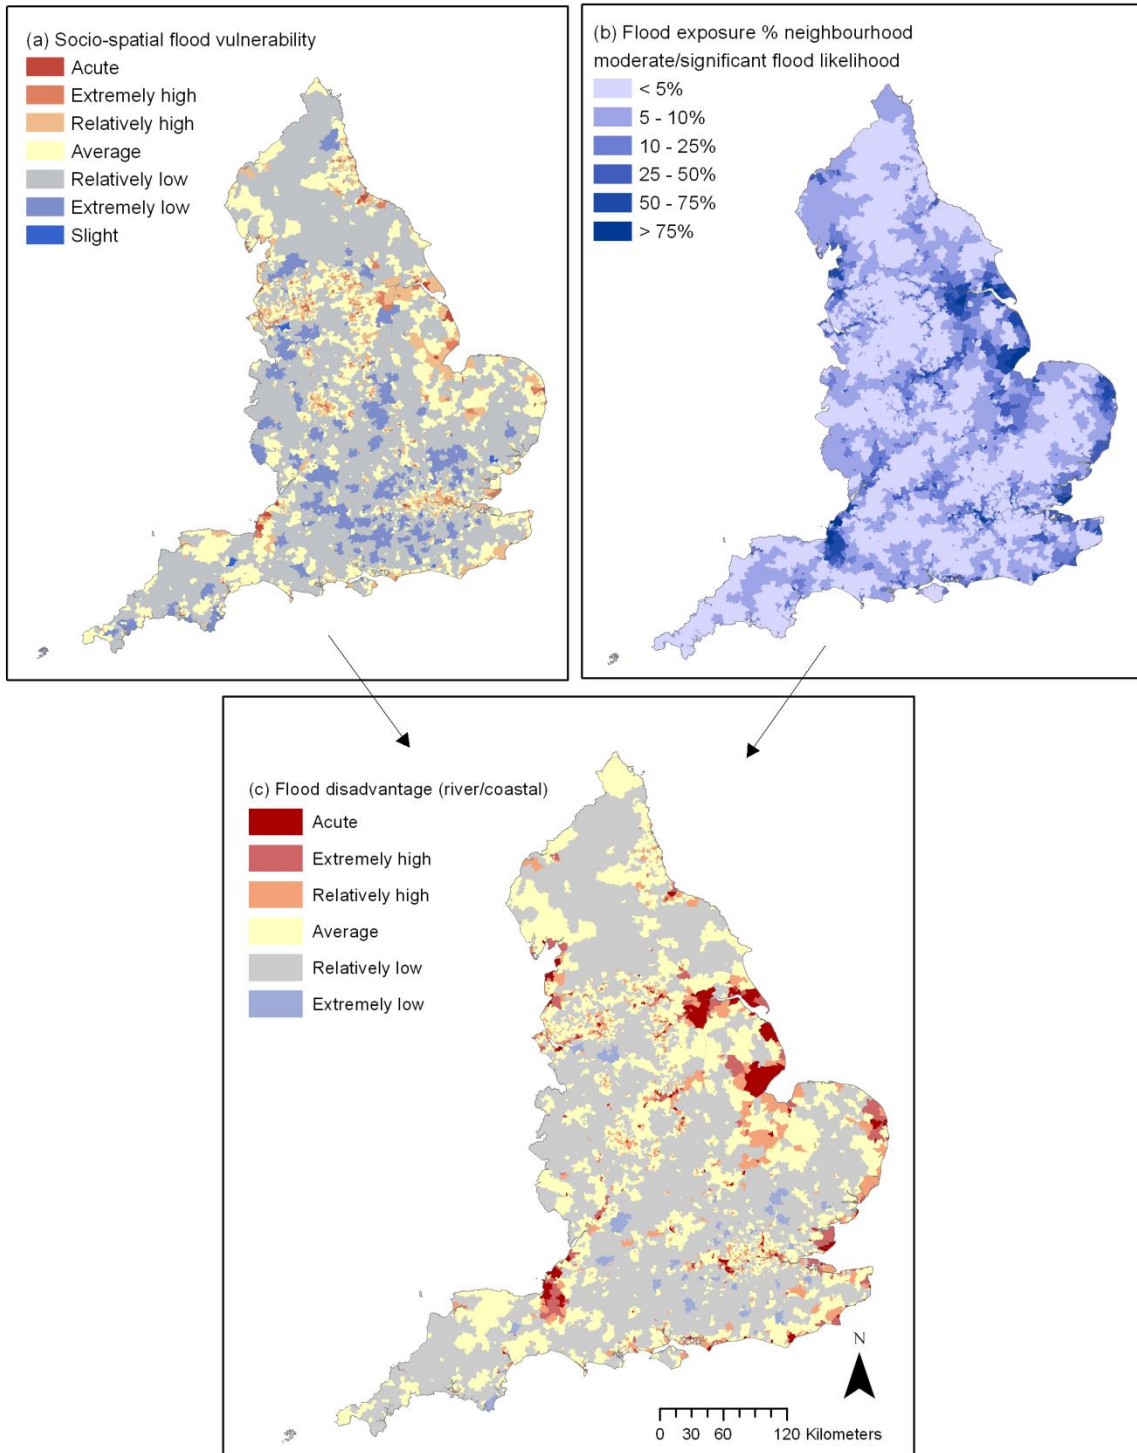 (a) Socio-spatial flood vulnerability
Acute
Extremely high
Relatively high
Average
Relatively low
Extremely low
Slight
(b) Flood exposure % neighbourhood
moderate/significant flood likelihood
< 5%
5 - 10%
10 - 25%
25 - 50%
50 - 75%
> 75%
(c) Flood disadvantage (river/coastal)
Acute
Extremely high
Relatively high
Average
Relatively low
Extremely low
N
0 30 60 120 Kilometers